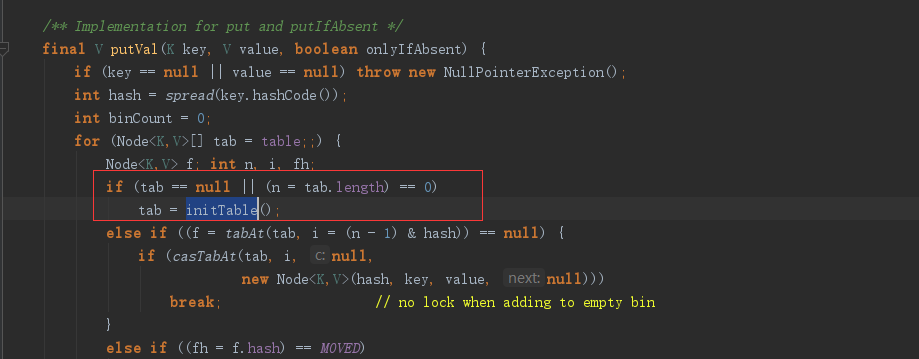 /** Implementation for put and putIfAbsent */
final V putVal(K key, V value, boolean onlyIfAbsent) {
if (key == null || value == null) throw new NullPointerException();
int hash = spread(key.hashCode());
int binCount = 0;
for (Node<K,V>[] tab = table;;) {
Node<K,V> f; int n, i, fh;
if (tab == null || (n = tab.length) == 0)
tab = initTable();
else if ((f = tabAt(tab, i = (n - 1) & hash)) == null) {
if (casTabAt(tab, i, c: null,
new Node<K,V>(hash, key, value, next: null)))
break; // no lock when adding to empty bin
}
else if ((fh = f.hash) == MOVED)